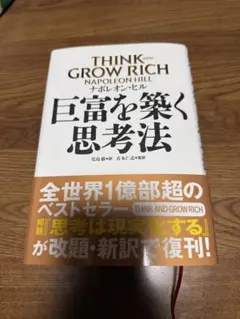 THINK AND
GROW RICH
NAPOLEON HILL
ナポレオン・ヒル
巨富を築く
思考法
全世界1億部超の
ベストセラー THINK AND GROW RICH
『思考は現実化する』
が改題・新訳で復刊!